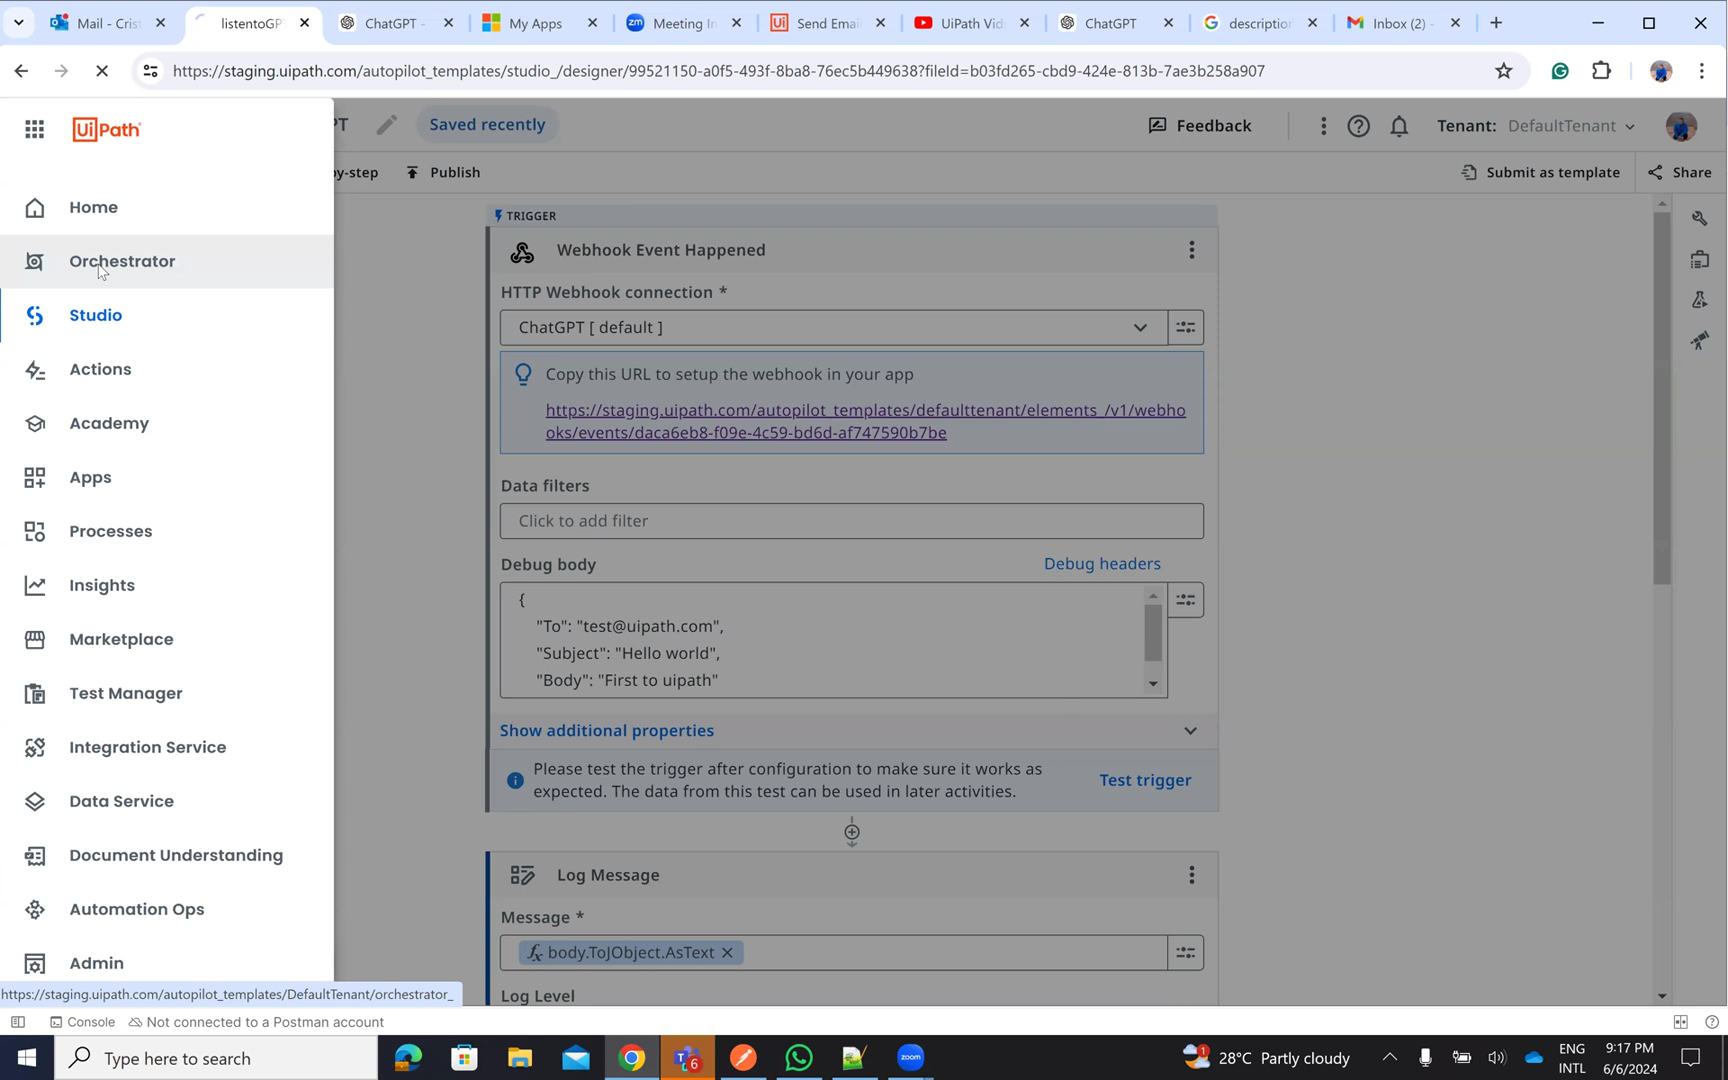 Mail - Cris
listentoGP
ChatGPT -
My Apps
Meeting In
Send Emai
UiPath Vid
ChatGPT
description
Inbox (2) -
https://staging.uipath.com/autopilot_templates/studio_/designer/99521150-a0f5-493f-8ba8-76ec5b449638?fileId=b03fd265-cbd9-424e-813b-7ae3b258a907
UiPath
PT
Saved recently
Feedback
Tenant: DefaultTenant
y-step
Publish
Submit as template
Share
Home
Orchestrator
Studio
Actions
Academy
Apps
Processes
Insights
Marketplace
Test Manager
Integration Service
Data Service
Document Understanding
Automation Ops
Admin
https://staging.uipath.com/autopilot_templates/DefaultTenant/orchestrator_
TRIGGER
Webhook Event Happened
HTTP Webhook connection *
ChatGPT [ default ]
Copy this URL to setup the webhook in your app
https://staging.uipath.com/autopilot_templates/defaulttenant/elements_/v1/webho
oks/events/daca6eb8-f09e-4c59-bd6d-af747590b7be
Data filters
Click to add filter
Debug body
Debug headers
{
"To": "test@uipath.com",
"Subject": "Hello world",
"Body": "First to uipath"
Show additional properties
Please test the trigger after configuration to make sure it works as
expected. The data from this test can be used in later activities.
Test trigger
Log Message
Message *
fx body.ToJObject.AsText
Log Level
Console
Not connected to a Postman account
Type here to search
6
zoom
28°C Partly cloudy
ENG
INTL
9:17 PM
6/6/2024